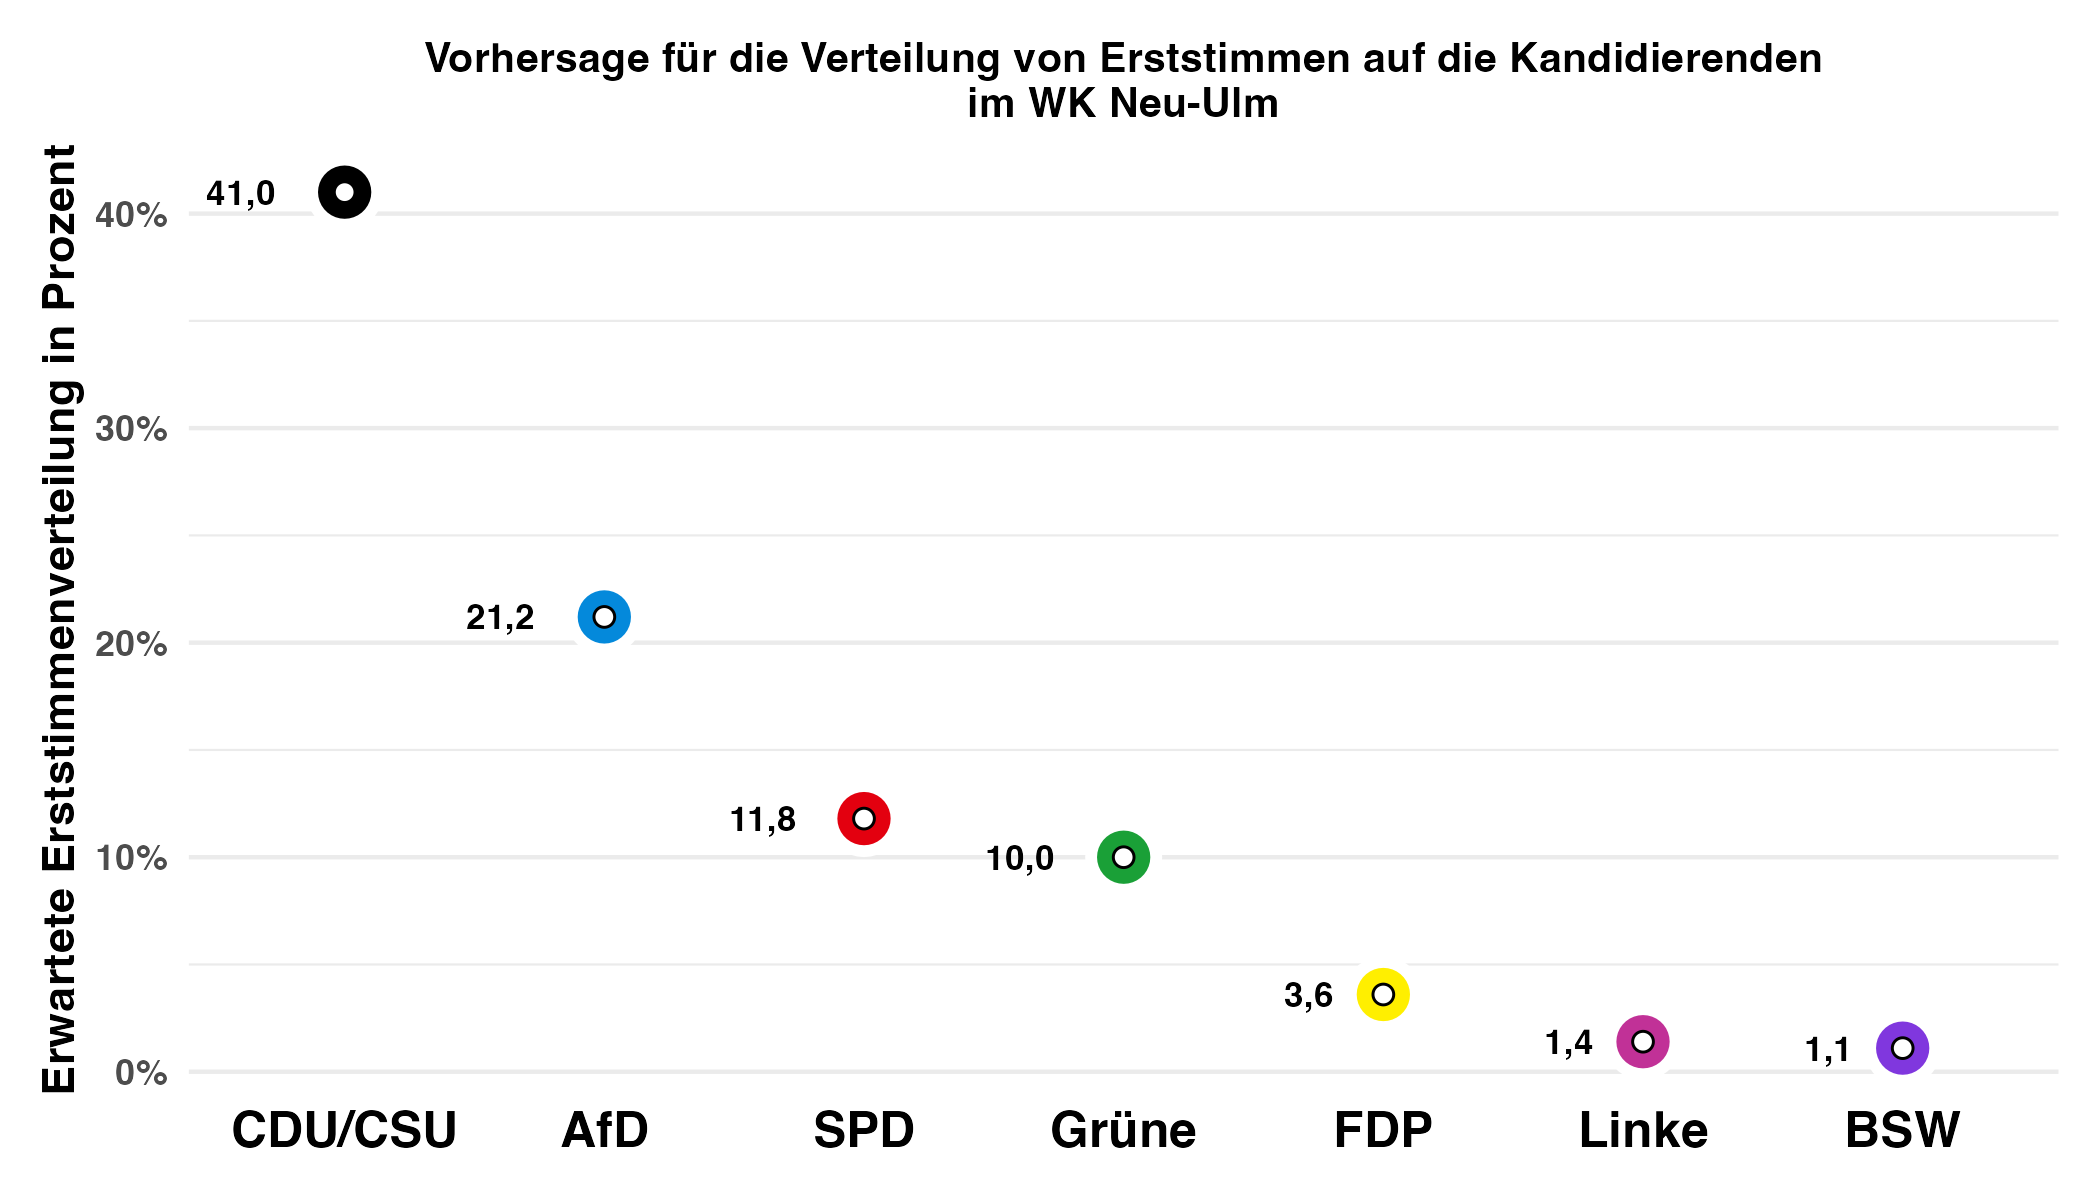 Vorhersage für die Verteilung von Erststimmen auf die Kandidierenden
im WK Neu-Ulm
Erwartete Erststimmenverteilung in Prozent
40%
30%
20%
10%
0%
41,0
21,2
11,8
10,0
3,6
1,4
1,1
CDU/CSU
AfD
SPD
Grüne
FDP
Linke
BSW